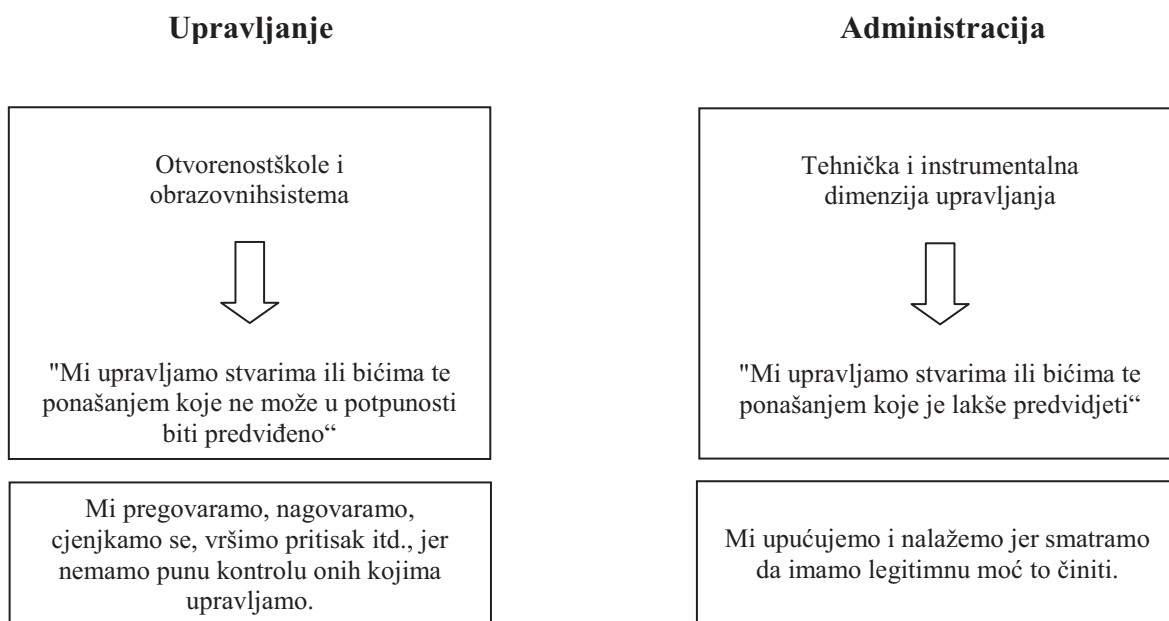 Upravljanje
Otvorenostškole i
obrazovnihsistema
"Mi upravljamo stvarima ili bićima te
ponašanjem koje ne može u potpunosti
biti predviđeno“
Mi pregovaramo, nagovaramo,
cjenjkamo se, vršimo pritisak itd., jer
nemamo punu kontrolu onih kojima
upravljamo.
Administracija
Tehnička i instrumentalna
dimenzija upravljanja
"Mi upravljamo stvarima ili bićima te
ponašanjem koje je lakše predvidjeti“
Mi upućujemo i nalažemo jer smatramo
da imamo legitimnu moć to činiti.